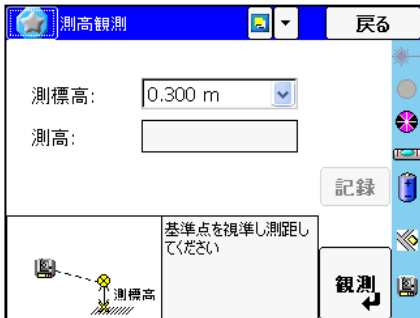 測高観測
戻る
測標高:
0.300 m
測高:
記録
基準点を視準し測距し
てください
測標高
観測